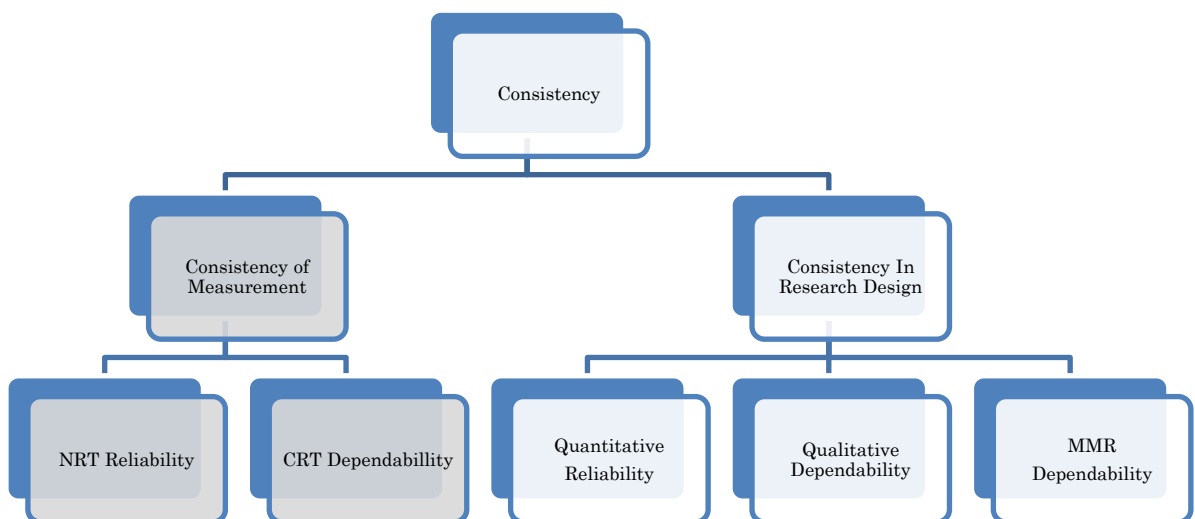 Consistency
Consistency of
Measurement
Consistency In
Research Design
NRT Reliability
CRT Dependabillity
Quantitative
Reliability
Qualitative
Dependability
MMR
Dependability